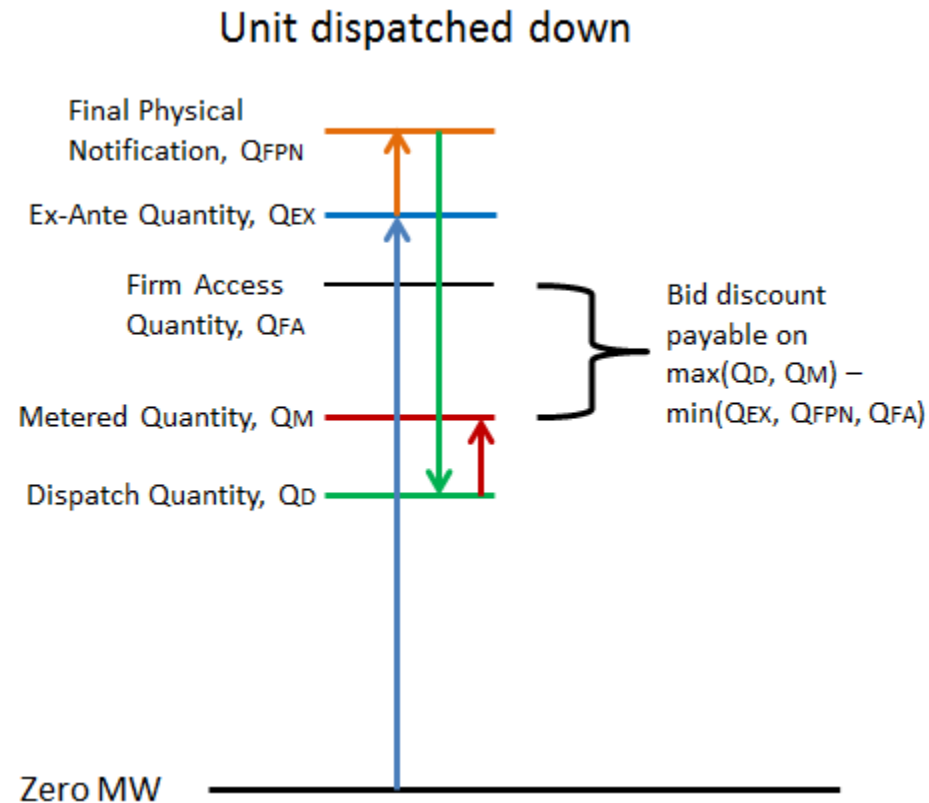 Unit dispatched down
Final Physical
Notification, QFPN
Ex-Ante Quantity, QEX
Firm Access
Quantity, QFA
Metered Quantity, QM
Dispatch Quantity, QD
Bid discount
payable on
max(QD, QM) –
min(QEX, QFPN, QFA)
Zero MW